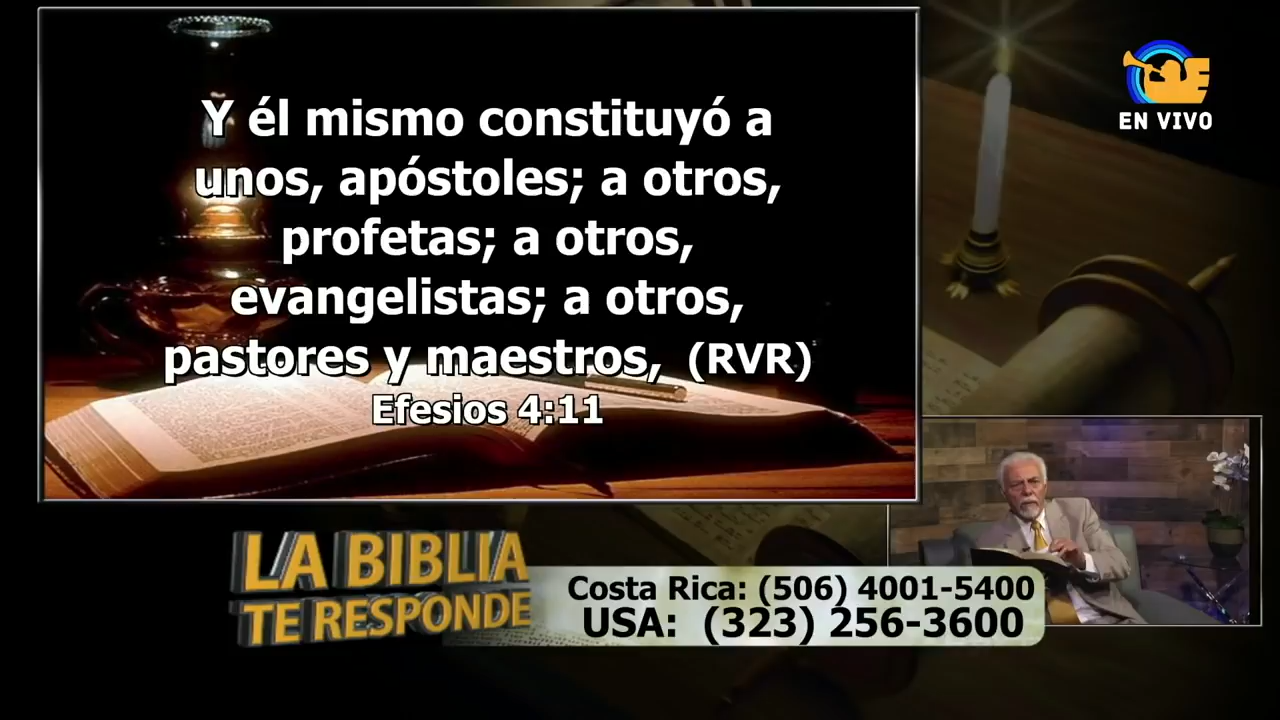 Y él mismo constituyó a
unos, apóstoles; a otros,
profetas; a otros,
evangelistas; a otros,
pastores y maestros, (RVR)
Efesios 4:11
E
EN VIVO
LA BIBLIA
TE RESPONDE
Costa Rica: (506) 4001-5400
USA: (323) 256-3600